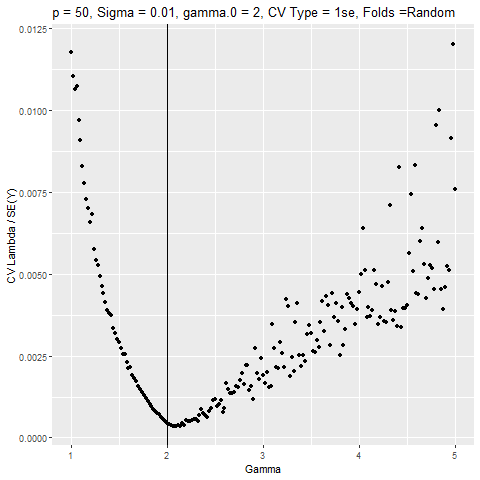 p = 50, Sigma = 0.01, gamma.0 = 2, CV Type = 1se, Folds =Random
0.0125
0.0100
0.0075
0.0050
0.0025
0.0000
CV Lambda / SE(Y)
1 2 3 4 5
Gamma